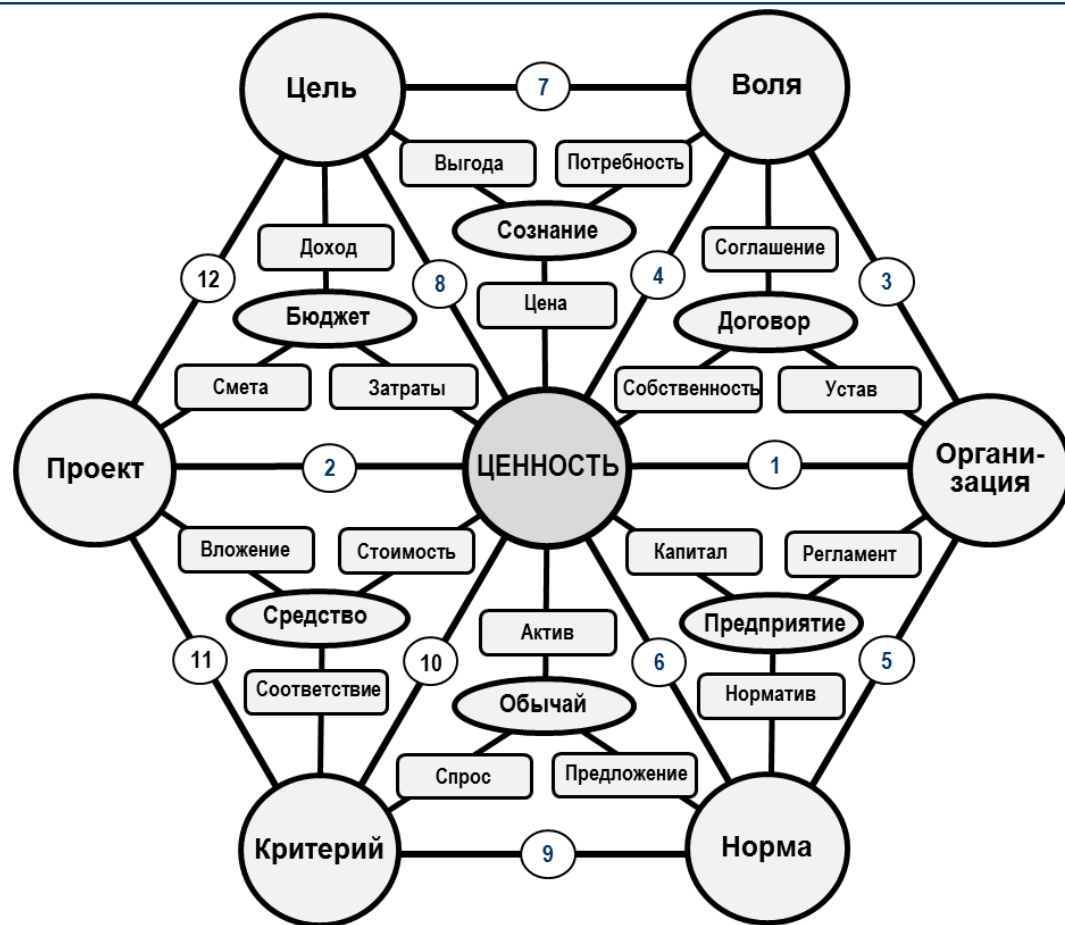 Цель
7
Воля
Выгода
Потребность
Сознание
Доход
Соглашение
12
8
4
3
Цена
Бюджет
Договор
Смета
Затраты
Собственность
Устав
Проект
2
ЦЕННОСТЬ
1
Органи-
зация
Вложение
Стоимость
Капитал
Регламент
Средство
Предприятие
Актив
11
10
6
5
Соответствие
Норматив
Обычай
Спрос
Предложение
Критерий
9
Норма